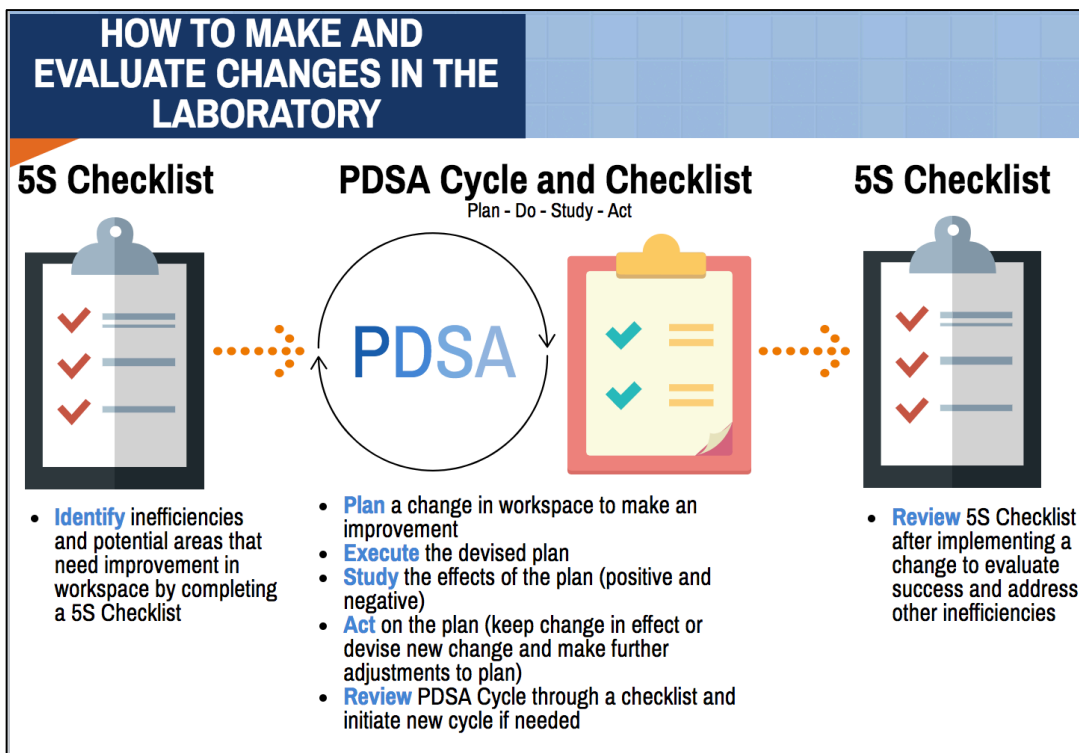 HOW TO MAKE AND
EVALUATE CHANGES IN THE
LABORATORY
5S Checklist
• Identify inefficiencies
and potential areas that
need improvement in
workspace by completing
a 5S Checklist
PDSA Cycle and Checklist
Plan - Do - Study - Act
PDSA
• Plan a change in workspace to make an
improvement
• Execute the devised plan
• Study the effects of the plan (positive and
negative)
• Act on the plan (keep change in effect or
devise new change and make further
adjustments to plan)
• Review PDSA Cycle through a checklist and
initiate new cycle if needed
5S Checklist
• Review 5S Checklist
after implementing a
change to evaluate
success and address
other inefficiencies